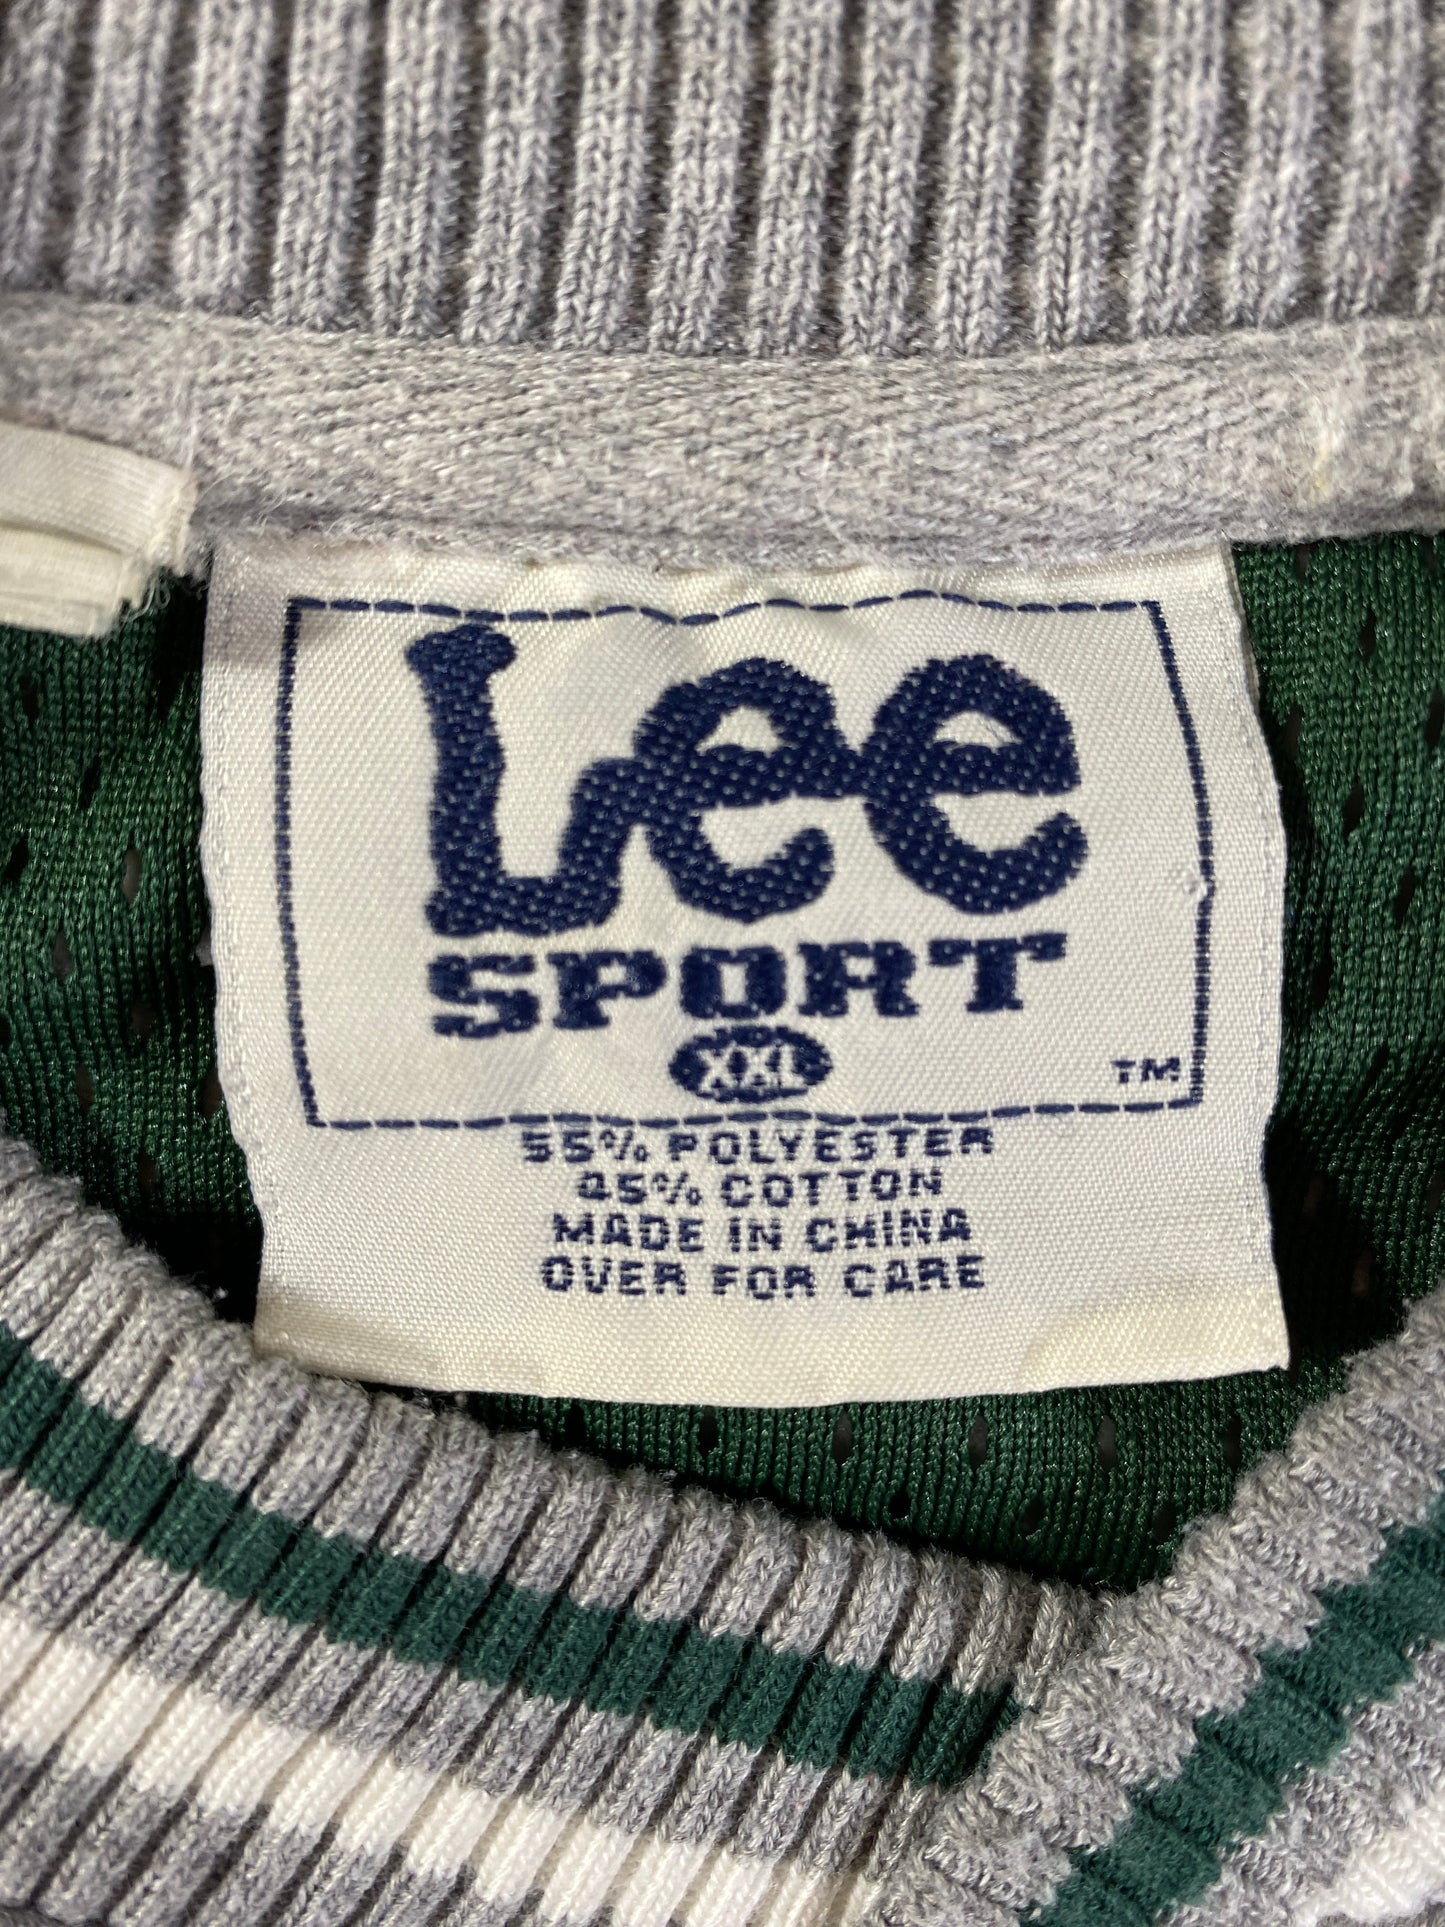 Lee
SPORT
XXL
TM
55% POLYESTER
45% COTTON
MADE IN CHINA
OVER FOR CARE